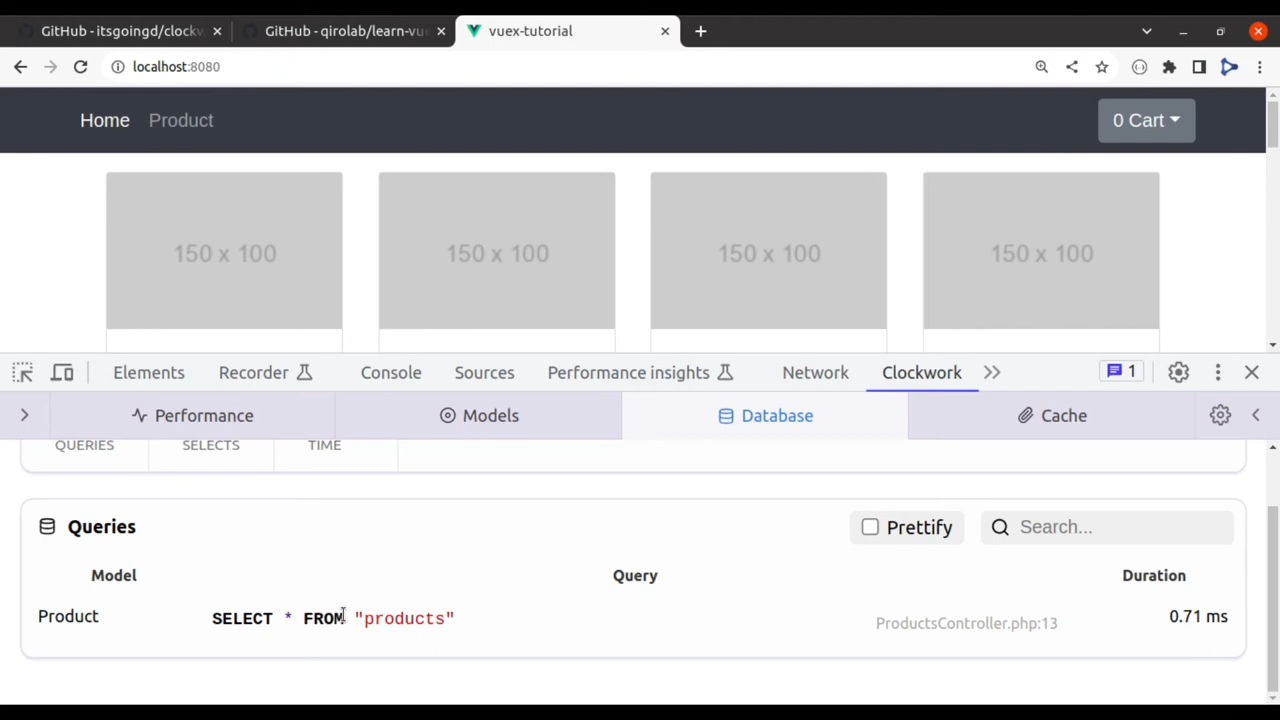 GitHub - itsgoingd/clockw
GitHub - qirolab/learn-vue
vuex-tutorial
localhost:8080
Home Product 0 Cart
150 x 100 150 x 100 150 x 100 150 x 100
Elements Recorder Console Sources Performance insights Network Clockwork 1
Performance Models Database Cache
QUERIES SELECTS TIME
Queries Prettify Search...
Model Query Duration
Product SELECT * FROM "products" ProductsController.php:13 0.71 ms